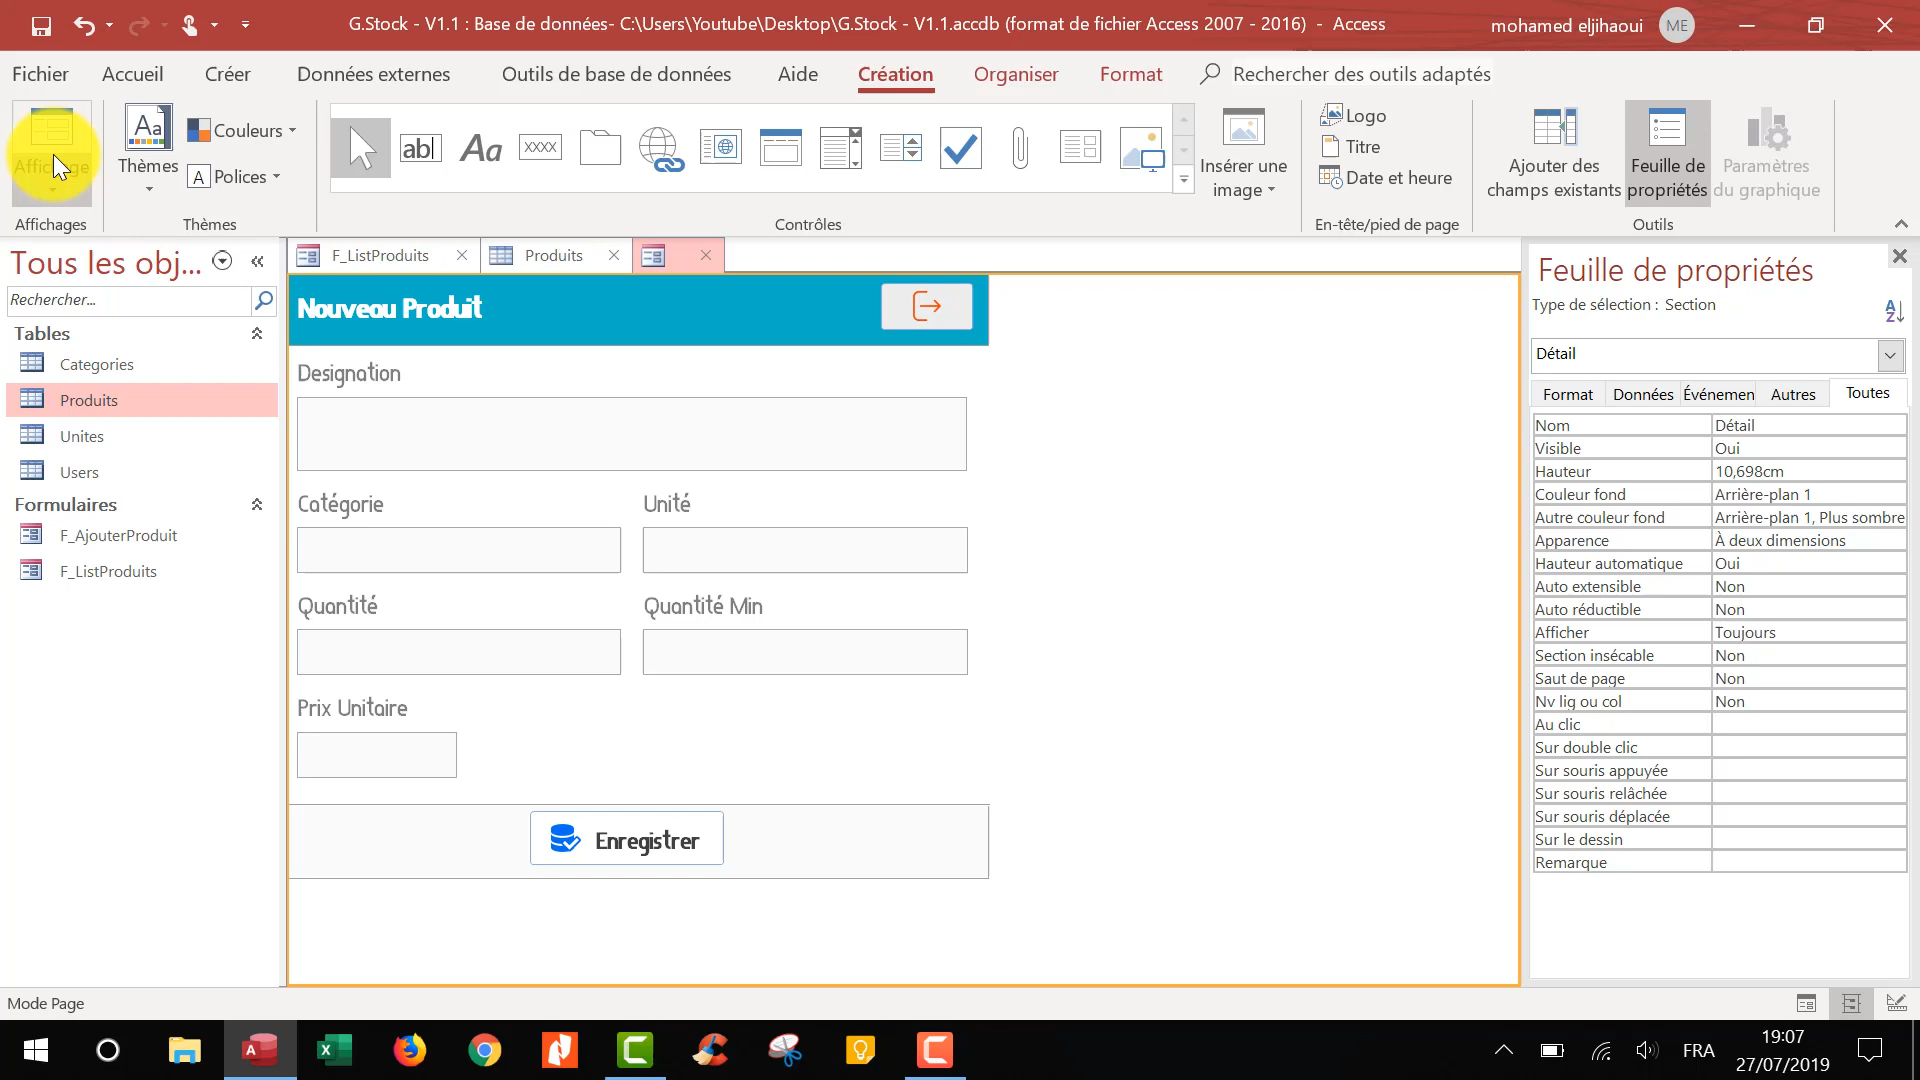 G.Stock - V1.1 : Base de données- C:\Users\Youtube\Desktop\G.Stock - V1.1.accdb (format de fichier Access 2007 - 2016)  -  Access
mohamed eljihaoui
ME
Fichier
Accueil
Créer
Données externes
Outils de base de données
Aide
Création
Organiser
Format
Rechercher des outils adaptés
Affichage
Affichages
Aa
Thèmes
Couleurs
A Polices
Thèmes
ab|
Aa
XXXX
Contrôles
Insérer une
image
Logo
Titre
Date et heure
En-tête/pied de page
Ajouter des
champs existants
Feuille de
propriétés
Paramètres
du graphique
Outils
Tous les obj...
Rechercher...
Tables
Categories
Produits
Unites
Users
Formulaires
F_AjouterProduit
F_ListProduits
F_ListProduits
Produits
Nouveau Produit
Designation
Catégorie
Unité
Quantité
Quantité Min
Prix Unitaire
Enregistrer
Feuille de propriétés
Type de sélection : Section
AZ
Détail
Format
Données
Événemen
Autres
Toutes
Nom Détail
Visible Oui
Hauteur 10,698cm
Couleur fond Arrière-plan 1
Autre couleur fond Arrière-plan 1, Plus sombre
Apparence À deux dimensions
Hauteur automatique Oui
Auto extensible Non
Auto réductible Non
Afficher Toujours
Section insécable Non
Saut de page Non
Nv lig ou col Non
Au clic
Sur double clic
Sur souris appuyée
Sur souris relâchée
Sur souris déplacée
Sur le dessin
Remarque
Mode Page
FRA
19:07
27/07/2019